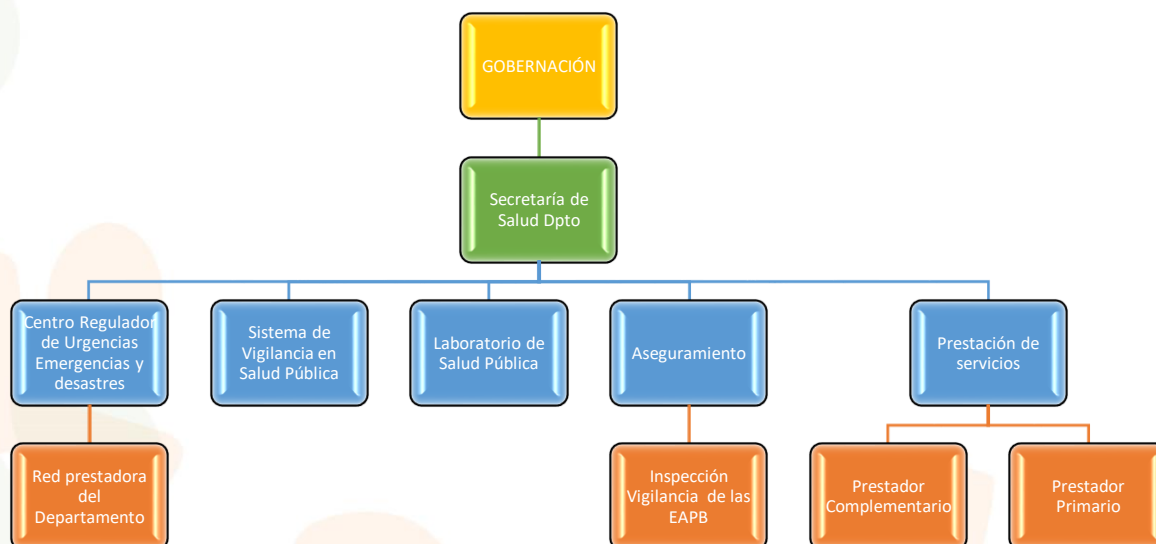 GOBERNACIÓN
Secretaría de
Salud Dpto
Centro Regulador
de Urgencias
Emergencias y
desastres
Sistema de
Vigilancia en
Salud Pública
Laboratorio de
Salud Pública
Aseguramiento
Prestación de
servicios
Red prestadora
del
Departamento
Inspección
Vigilancia de las
EAPB
Prestador
Complementario
Prestador
Primario